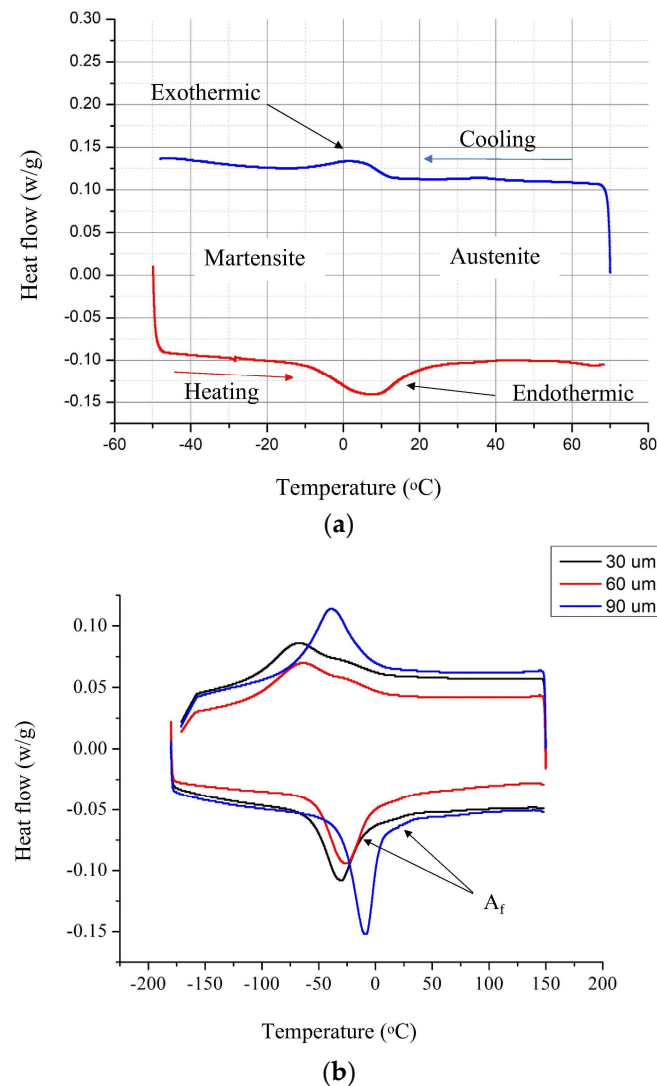 0.30
0.25
0.20
0.15
0.10
0.05
0.00
-0.05
-0.10
-0.15
Heat flow (w/g)
Exothermic
Cooling
Martensite
Austenite
Heating
Endothermic
-60
-40
-20
0
20
40
60
80
Temperature (ᵒC)
(a)
30 um
60 um
90 um
0.10
0.05
0.00
-0.05
-0.10
-0.15
Heat flow (w/g)
A_f
-200
-150
-100
-50
0
50
100
150
200
Temperature (ᵒC)
(b)